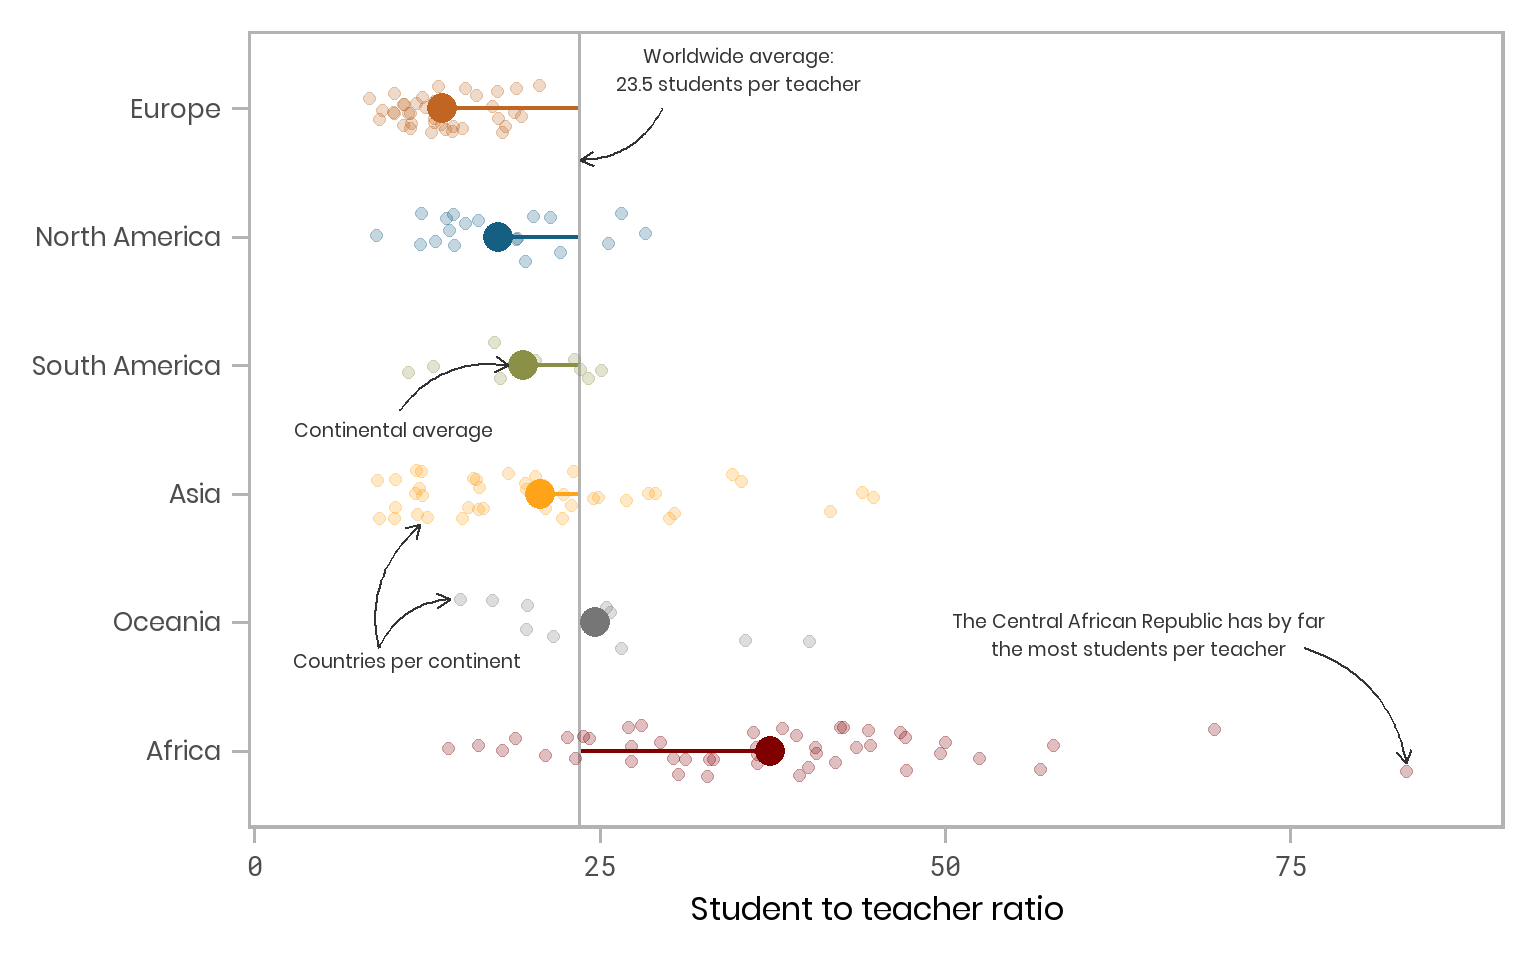 Worldwide average:
23.5 students per teacher
Europe
North America
South America
Continental average
Asia
Oceania
Countries per continent
The Central African Republic has by far
the most students per teacher
Africa
0 25 50 75
Student to teacher ratio